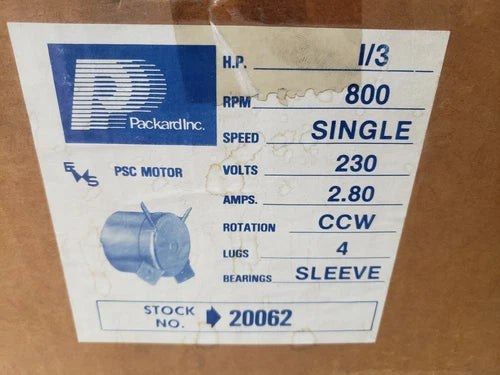 Packard Inc.
EMS PSC MOTOR
H.P. 1/3
RPM 800
SPEED SINGLE
VOLTS 230
AMPS. 2.80
ROTATION CCW
LUGS 4
BEARINGS SLEEVE
STOCK NO. 20062